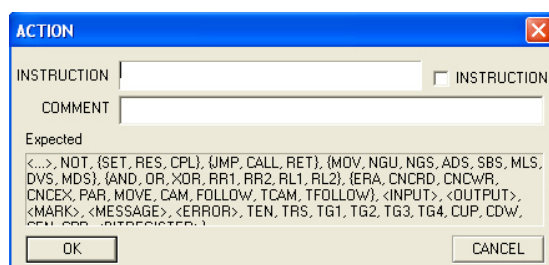 ACTION
INSTRUCTION
INSTRUCTION
COMMENT
Expected
<...>, NOT, {SET, RES, CPL}, {JMP, CALL, RET}, {MOV, NGU, NGS, ADS, SBS, MLS,
DVS, MDS}, {AND, OR, XOR, RR1, RR2, RL1, RL2}, {ERA, CNCRD, CNCWR,
CNCEX, PAR, MOVE, CAM, FOLLOW, TCAM, TFOLLOW}, <INPUT>, <OUTPUT>,
<MARK>, <MESSAGE>, <ERROR>, TEN, TRS, TG1, TG2, TG3, TG4, CUP, CDW,
OK
CANCEL